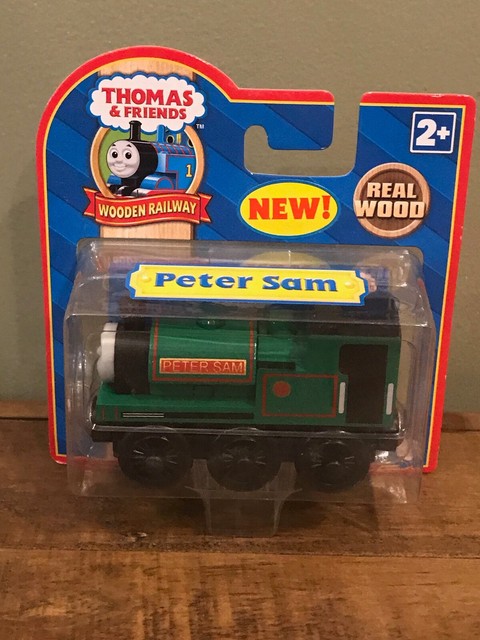 THOMAS
& FRIENDS
™
1
WOODEN RAILWAY
NEW!
REAL
WOOD
2+
Peter Sam
PETER SAM